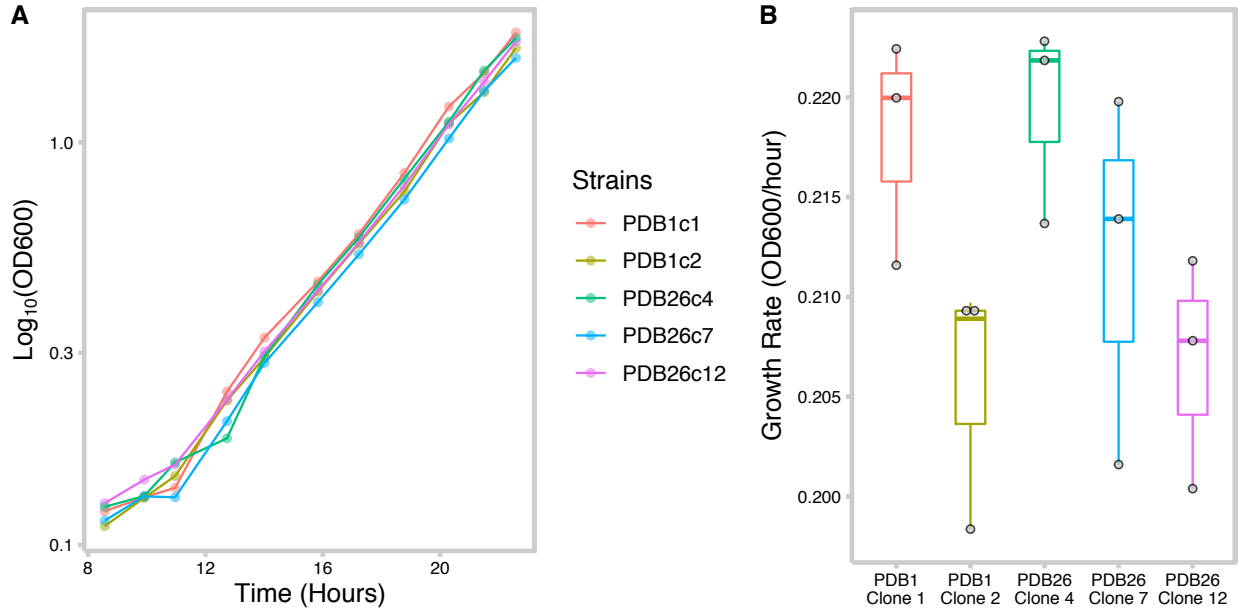 A
Log10(OD600)
1.0
0.3
0.1
8
12
16
20
Time (Hours)
Strains
PDB1c1
PDB1c2
PDB26c4
PDB26c7
PDB26c12
B
Growth Rate (OD600/hour)
0.220
0.215
0.210
0.205
0.200
PDB1
Clone 1
PDB1
Clone 2
PDB26
Clone 4
PDB26
Clone 7
PDB26
Clone 12